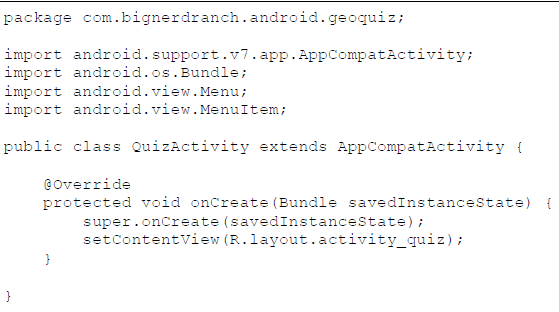 package com.bignerdranch.android.geoquiz;
import android.support.v7.app.AppCompatActivity;
import android.os.Bundle;
import android.view.Menu;
import android.view.MenuItem;
public class QuizActivity extends AppCompatActivity {
@Override
protected void onCreate(Bundle savedInstanceState) {
super.onCreate(savedInstanceState);
setContentView(R.layout.activity_quiz);
}
}